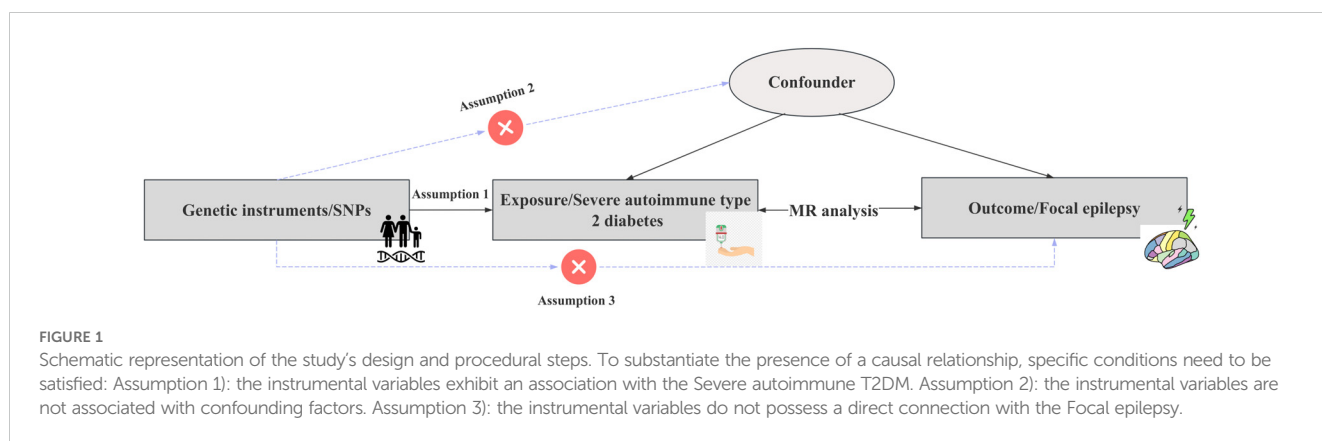 Assumption 2
Confounder
Assumption 1
Genetic instruments/SNPs
Exposure/Severe autoimmune type
2 diabetes
MR analysis
Outcome/Focal epilepsy
Assumption 3
FIGURE 1
Schematic representation of the study's design and procedural steps. To substantiate the presence of a causal relationship, specific conditions need to be
satisfied: Assumption 1): the instrumental variables exhibit an association with the Severe autoimmune T2DM. Assumption 2): the instrumental variables are
not associated with confounding factors. Assumption 3): the instrumental variables do not possess a direct connection with the Focal epilepsy.